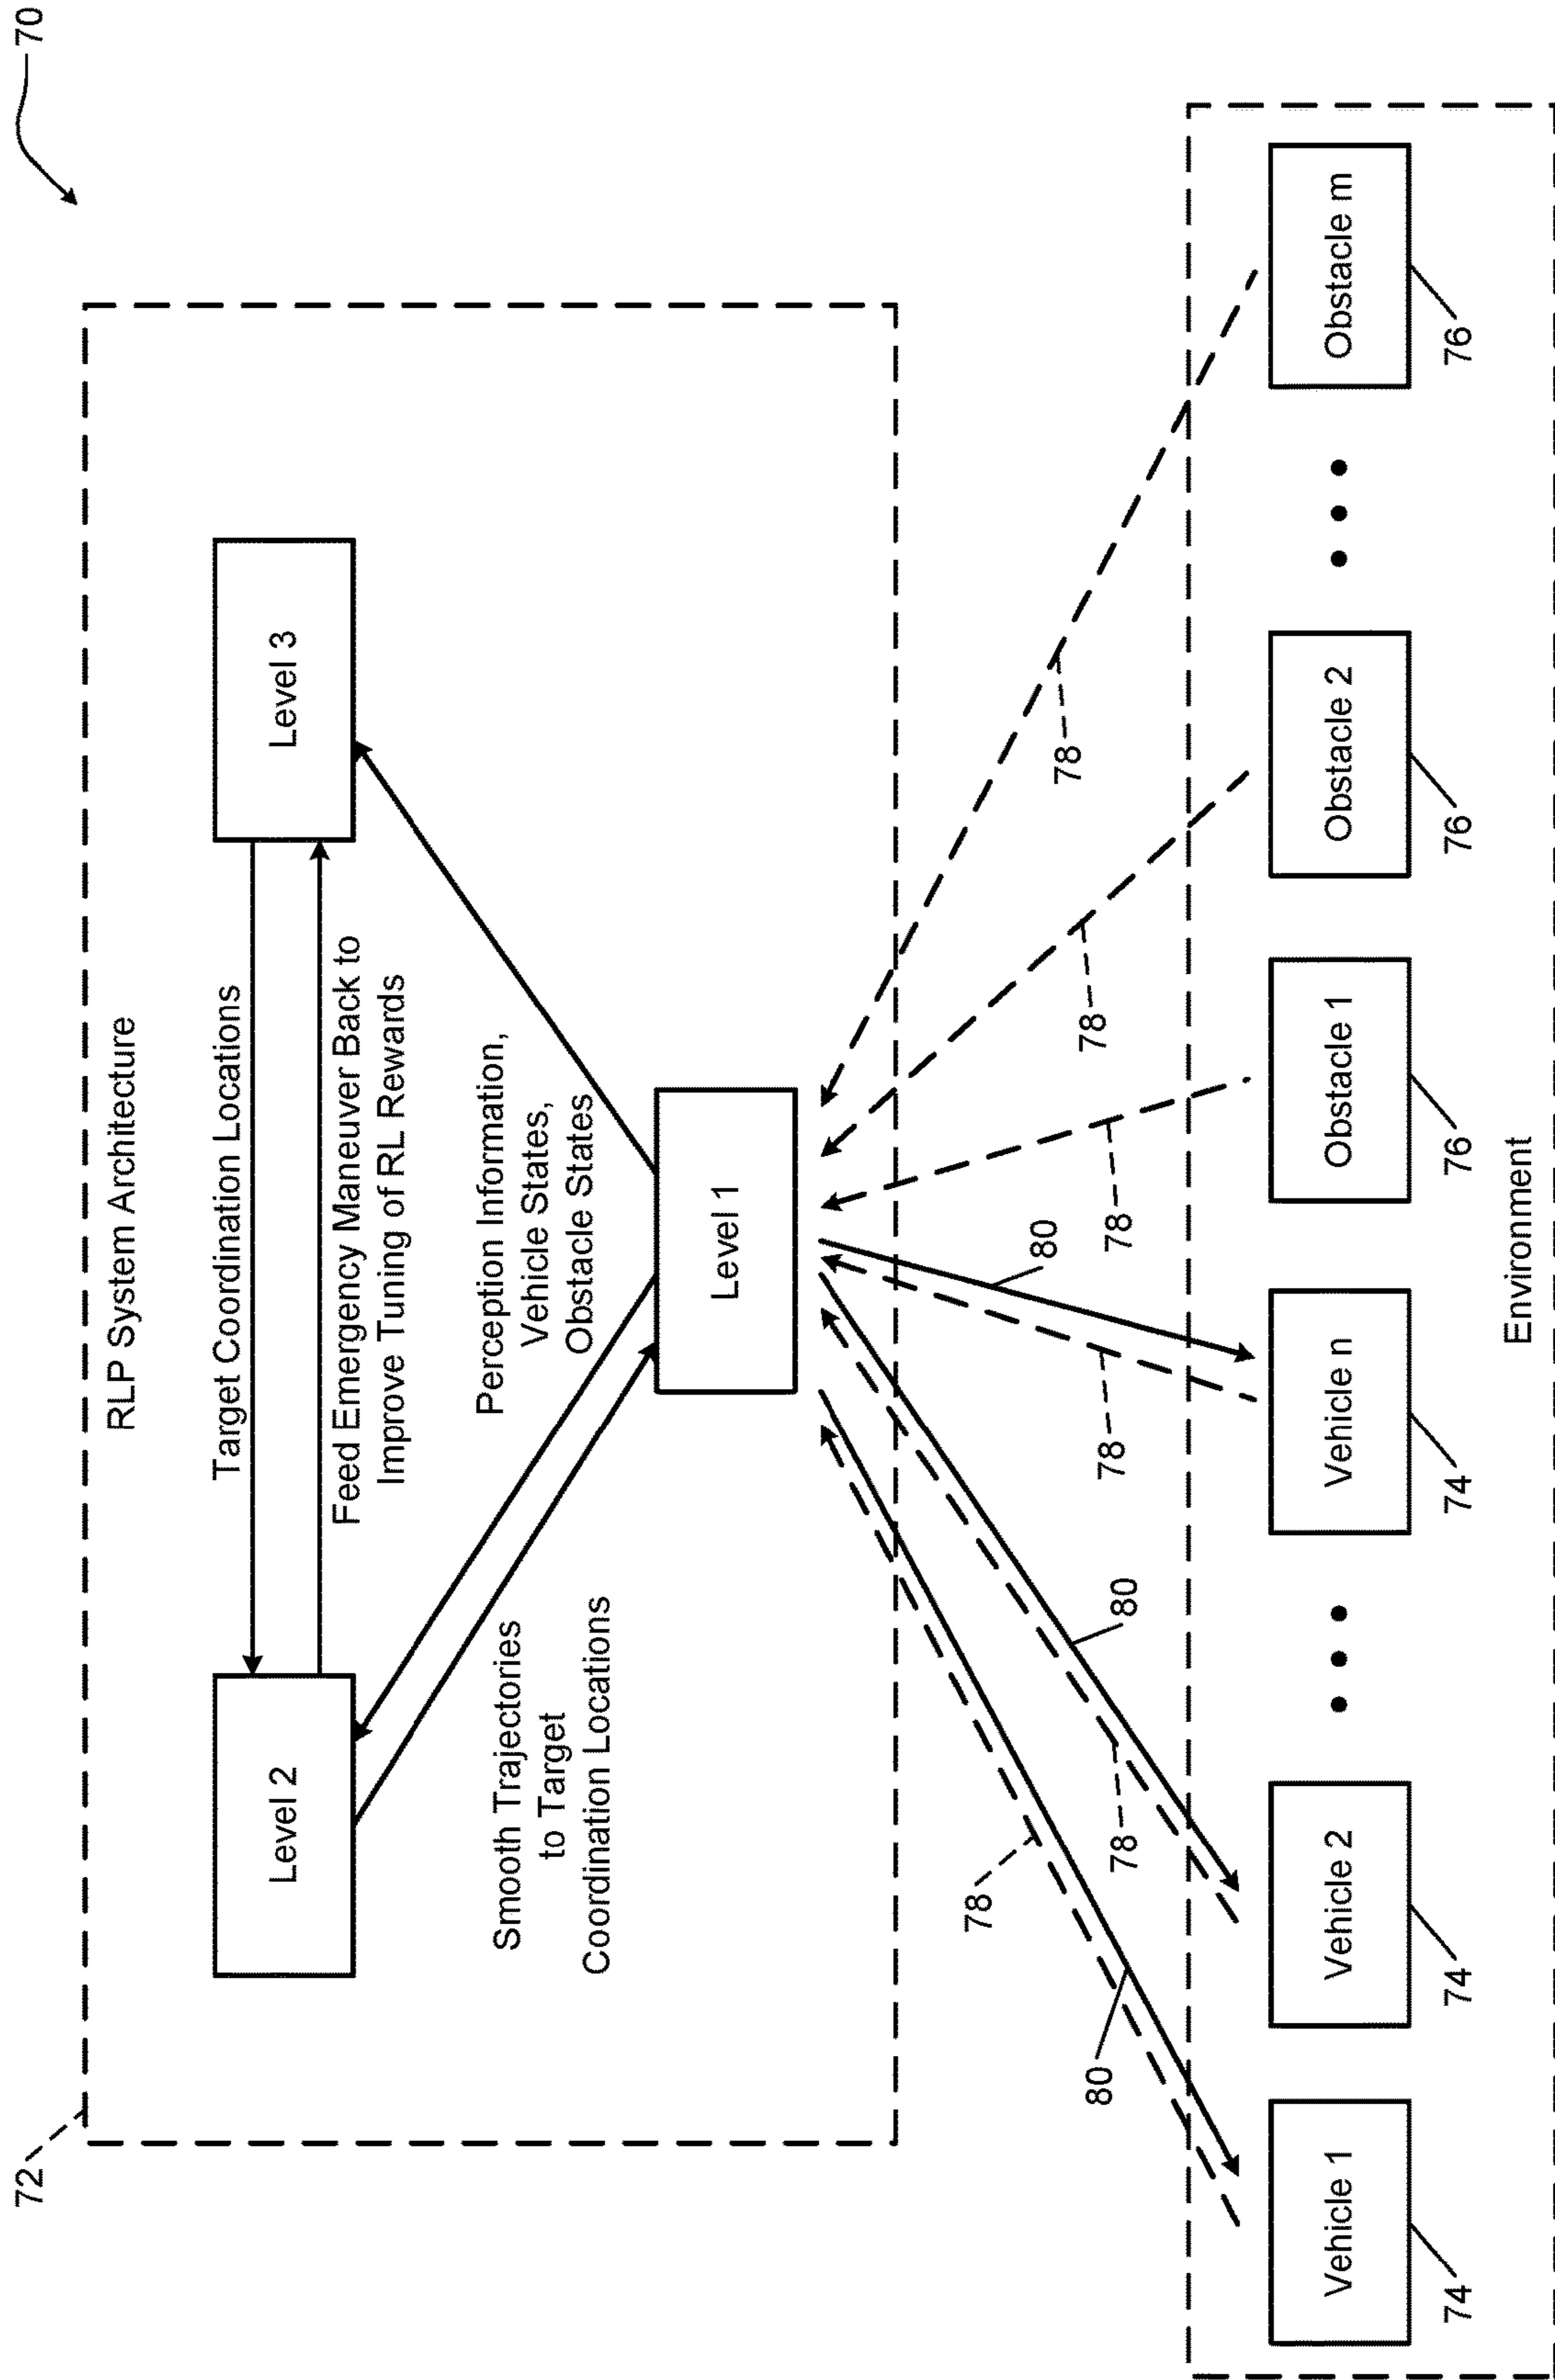 70
72
RLP System Architecture
Level 2
Target Coordination Locations
Feed Emergency Maneuver Back to
Improve Tuning of RL Rewards
Level 3
Smooth Trajectories
to Target
Coordination Locations
Perception Information,
Vehicle States,
Obstacle States
Level 1
78
80
78
80
78
80
78
78
78
Vehicle 1
Vehicle 2
Vehicle n
Obstacle 1
Obstacle 2
Obstacle m
74
74
74
76
76
76
Environment